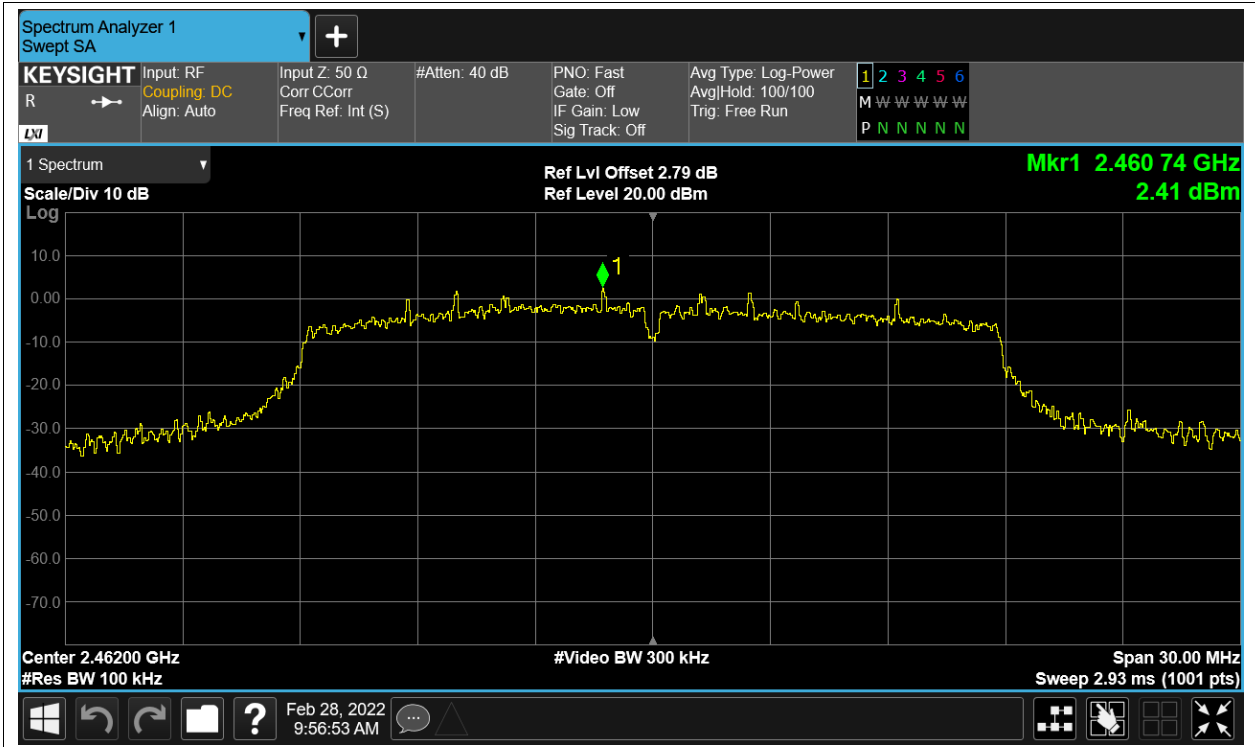 Spectrum Analyzer 1
Swept SA
KEYSIGHT
R
LXI
Input: RF
Coupling: DC
Align: Auto
Input Z: 50 Ω
Corr CCorr
Freq Ref: Int (S)
#Atten: 40 dB
PNO: Fast
Gate: Off
IF Gain: Low
Sig Track: Off
Avg Type: Log-Power
Avg|Hold: 100/100
Trig: Free Run
1 2 3 4 5 6
M W W W W W
P N N N N N
1 Spectrum
Scale/Div 10 dB
Log
Ref Lvl Offset 2.79 dB
Ref Level 20.00 dBm
Mkr1 2.460 74 GHz
2.41 dBm
1
10.0
0.00
-10.0
-20.0
-30.0
-40.0
-50.0
-60.0
-70.0
Center 2.46200 GHz
#Res BW 100 kHz
#Video BW 300 kHz
Span 30.00 MHz
Sweep 2.93 ms (1001 pts)
?
Feb 28, 2022
9:56:53 AM